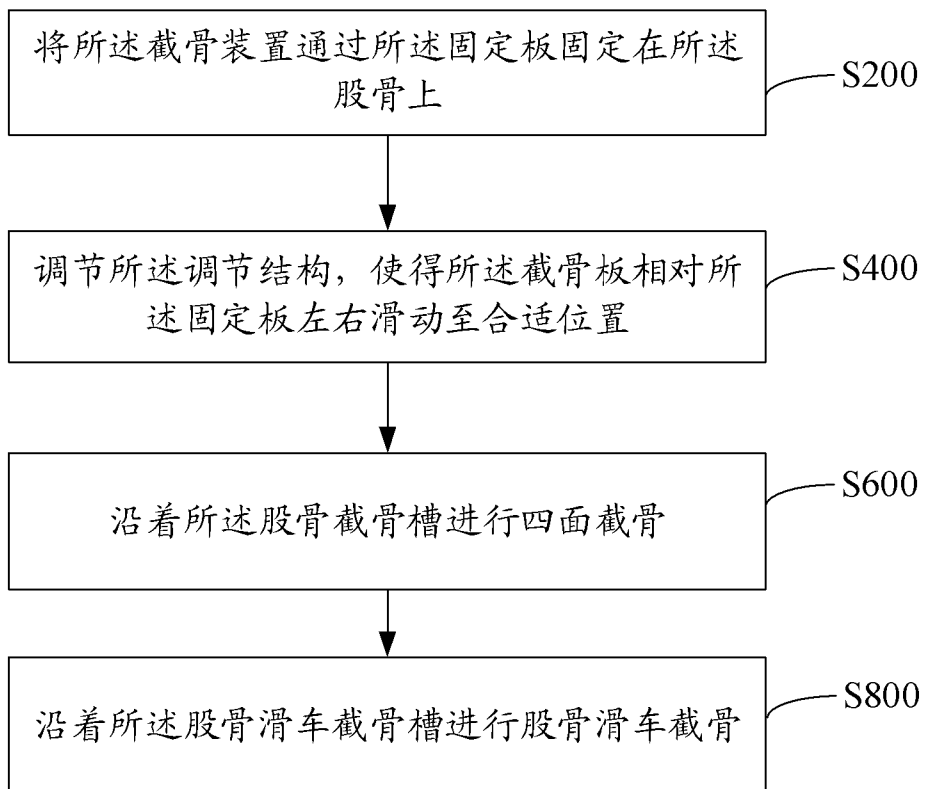 将所述截骨装置通过所述固定板固定在所述
股骨上
S200
调节所述调节结构，使得所述截骨板相对所
述固定板左右滑动至合适位置
S400
沿着所述股骨截骨槽进行四面截骨
S600
沿着所述股骨滑车截骨槽进行股骨滑车截骨
S800